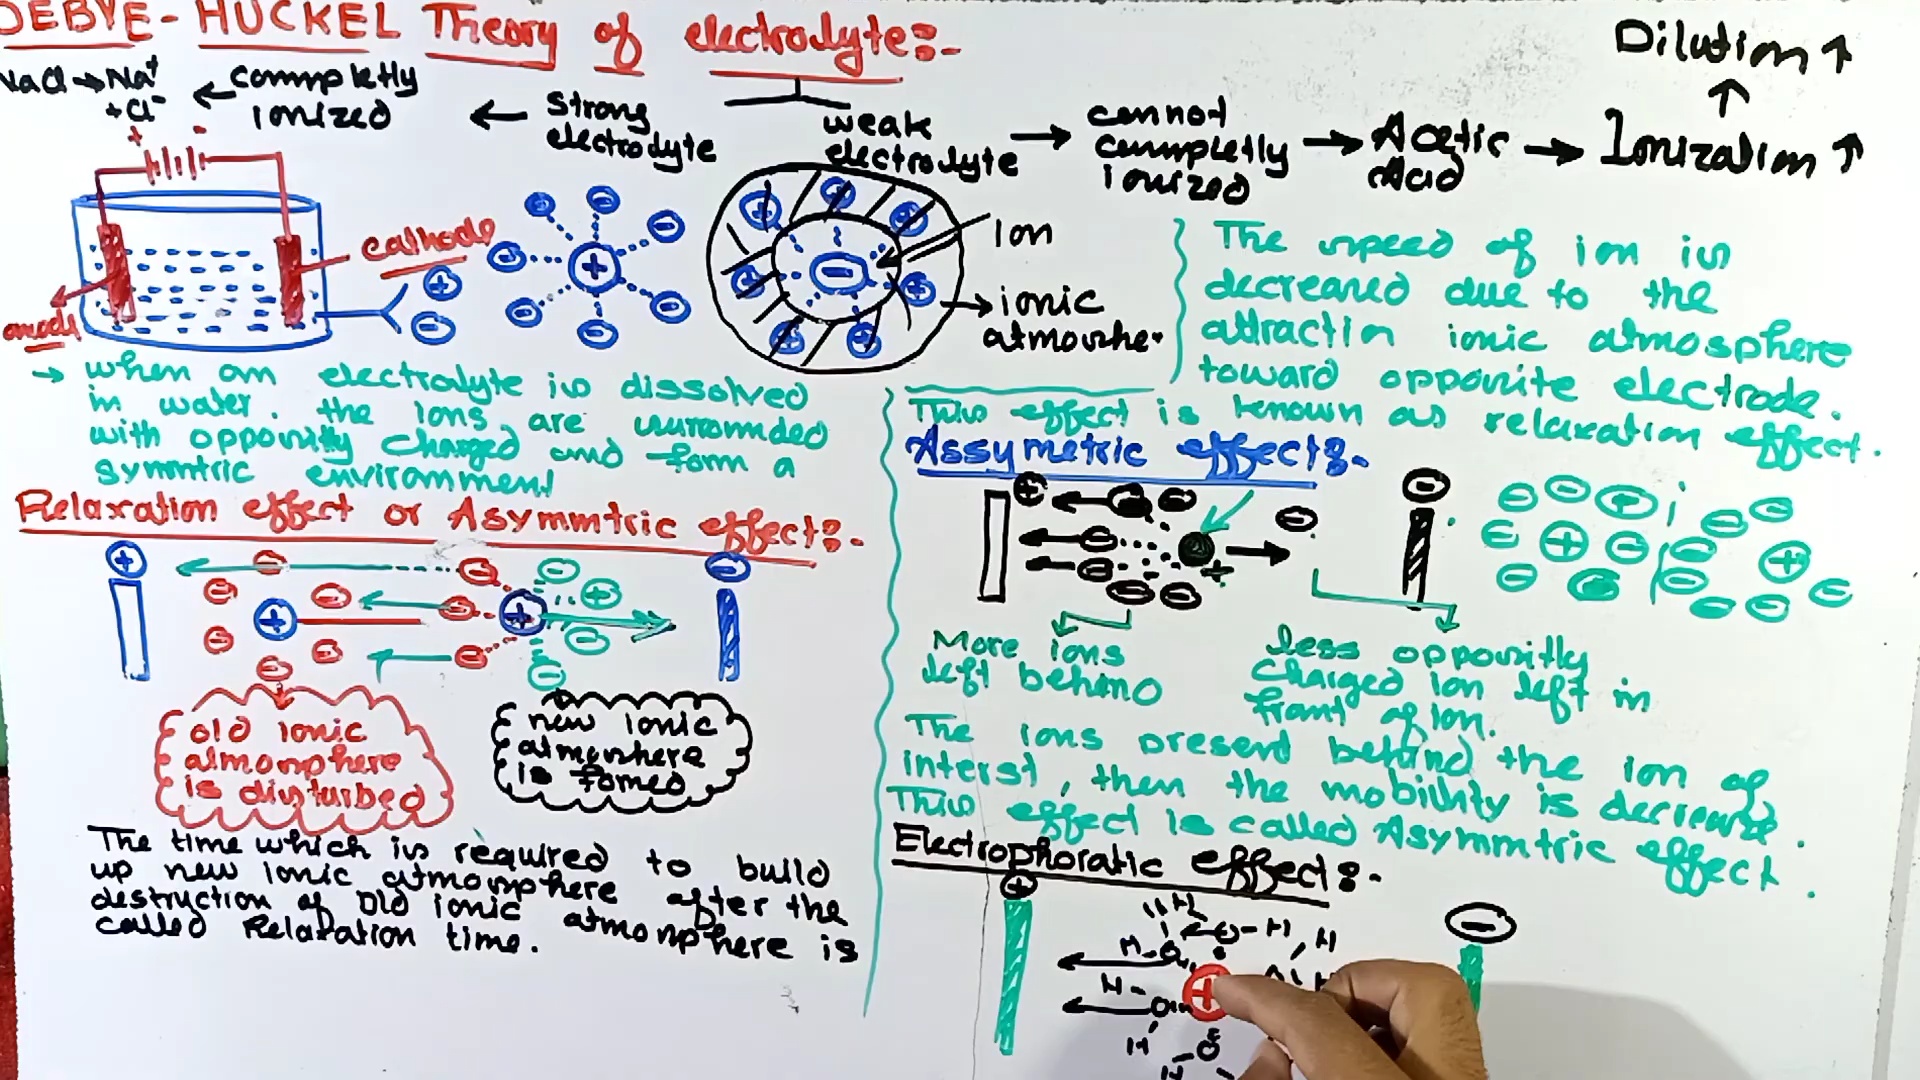 DEBYE-HUCKEL Theory of electrolyte:-
NaCl → Na+
+Cl-
← commpletly
ionized
← strong
electrolyte
weak
electrolyte →
cannot
commpletly
ionized →
Acetic
Acid →
Ionization ↑
↑
Dilution ↑
+ -
cathode
anode
+
-
Ion
ionic
atmosphe.
→ when an electrolyte is dissolved
in water. the ions are surrounded
with oppositly charged and form a
symmtric environment
Relaxation effect or Asymmtric effect:-
old ionic
atmosphere
is disturbed
new ionic
atmosphere
is fomed
The time which is required to build
up new ionic atmosphere after the
destruction of old ionic atmosphere is
called Relaxation time.
The speed of ion is
decreased due to the
attraction ionic atmosphere
toward opposite electrode.
This effect is known as relaxation effect.
Assymetric effect:-
More ions
left behind
less oppositly
charged ion left in
front of ion.
The ions present behind the ion of
interst, then the mobility is decrease.
This effect is called Asymmtric effect.
Electrophoratic effect:-
+
-
H
O-H
H
H-O
H-
O
H
+
O
H